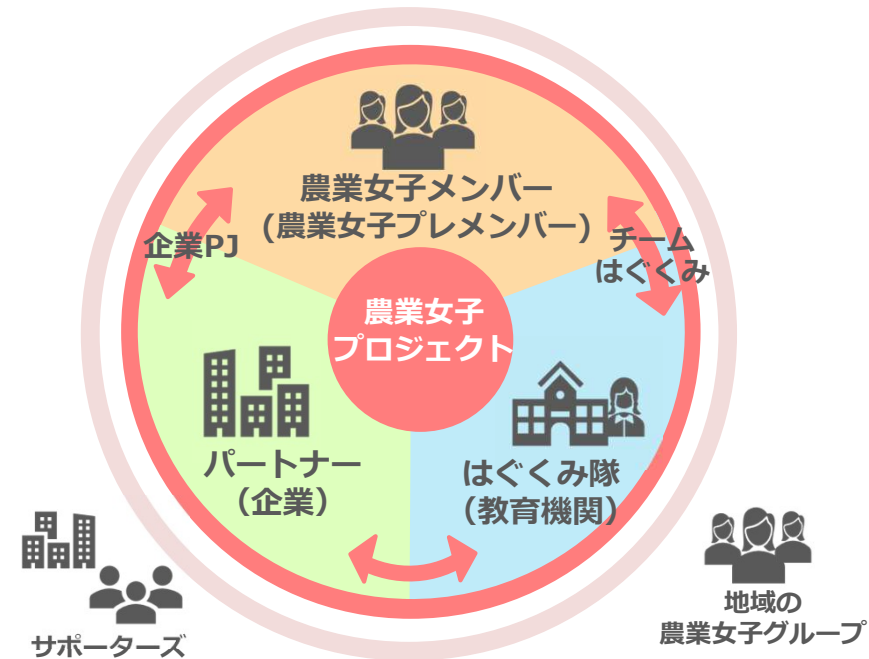 農業女子メンバー
(農業女子プレメンバー)
企業PJ
チーム
はぐくみ
農業女子
プロジェクト
パートナー
（企業）
はぐくみ隊
（教育機関）
サポーターズ
地域の
農業女子グループ